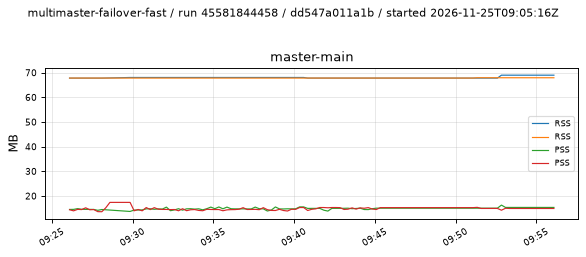 multimaster-failover-fast / run 45581844458 / dd547a011a1b / started 2026-11-25T09:05:16Z
master-main
70
60
50
40
30
20
MB
RSS
RSS
PSS
PSS
09:25
09:30
09:35
09:40
09:45
09:50
09:55